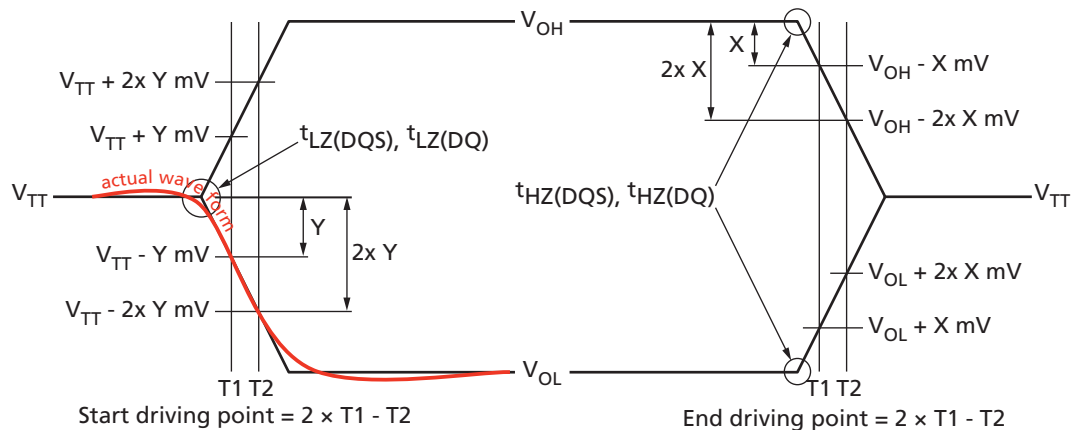 VOH
X
2x X
VOH - X mV
VTT + 2x Y mV
VOH - 2x X mV
VTT + Y mV
tLZ(DQS), tLZ(DQ)
actual wave form
VTT
tHZ(DQS), tHZ(DQ)
VTT
Y
2x Y
VTT - Y mV
VOL + 2x X mV
VTT - 2x Y mV
VOL + X mV
VOL
T1 T2
T1 T2
Start driving point = 2 × T1 - T2
End driving point = 2 × T1 - T2